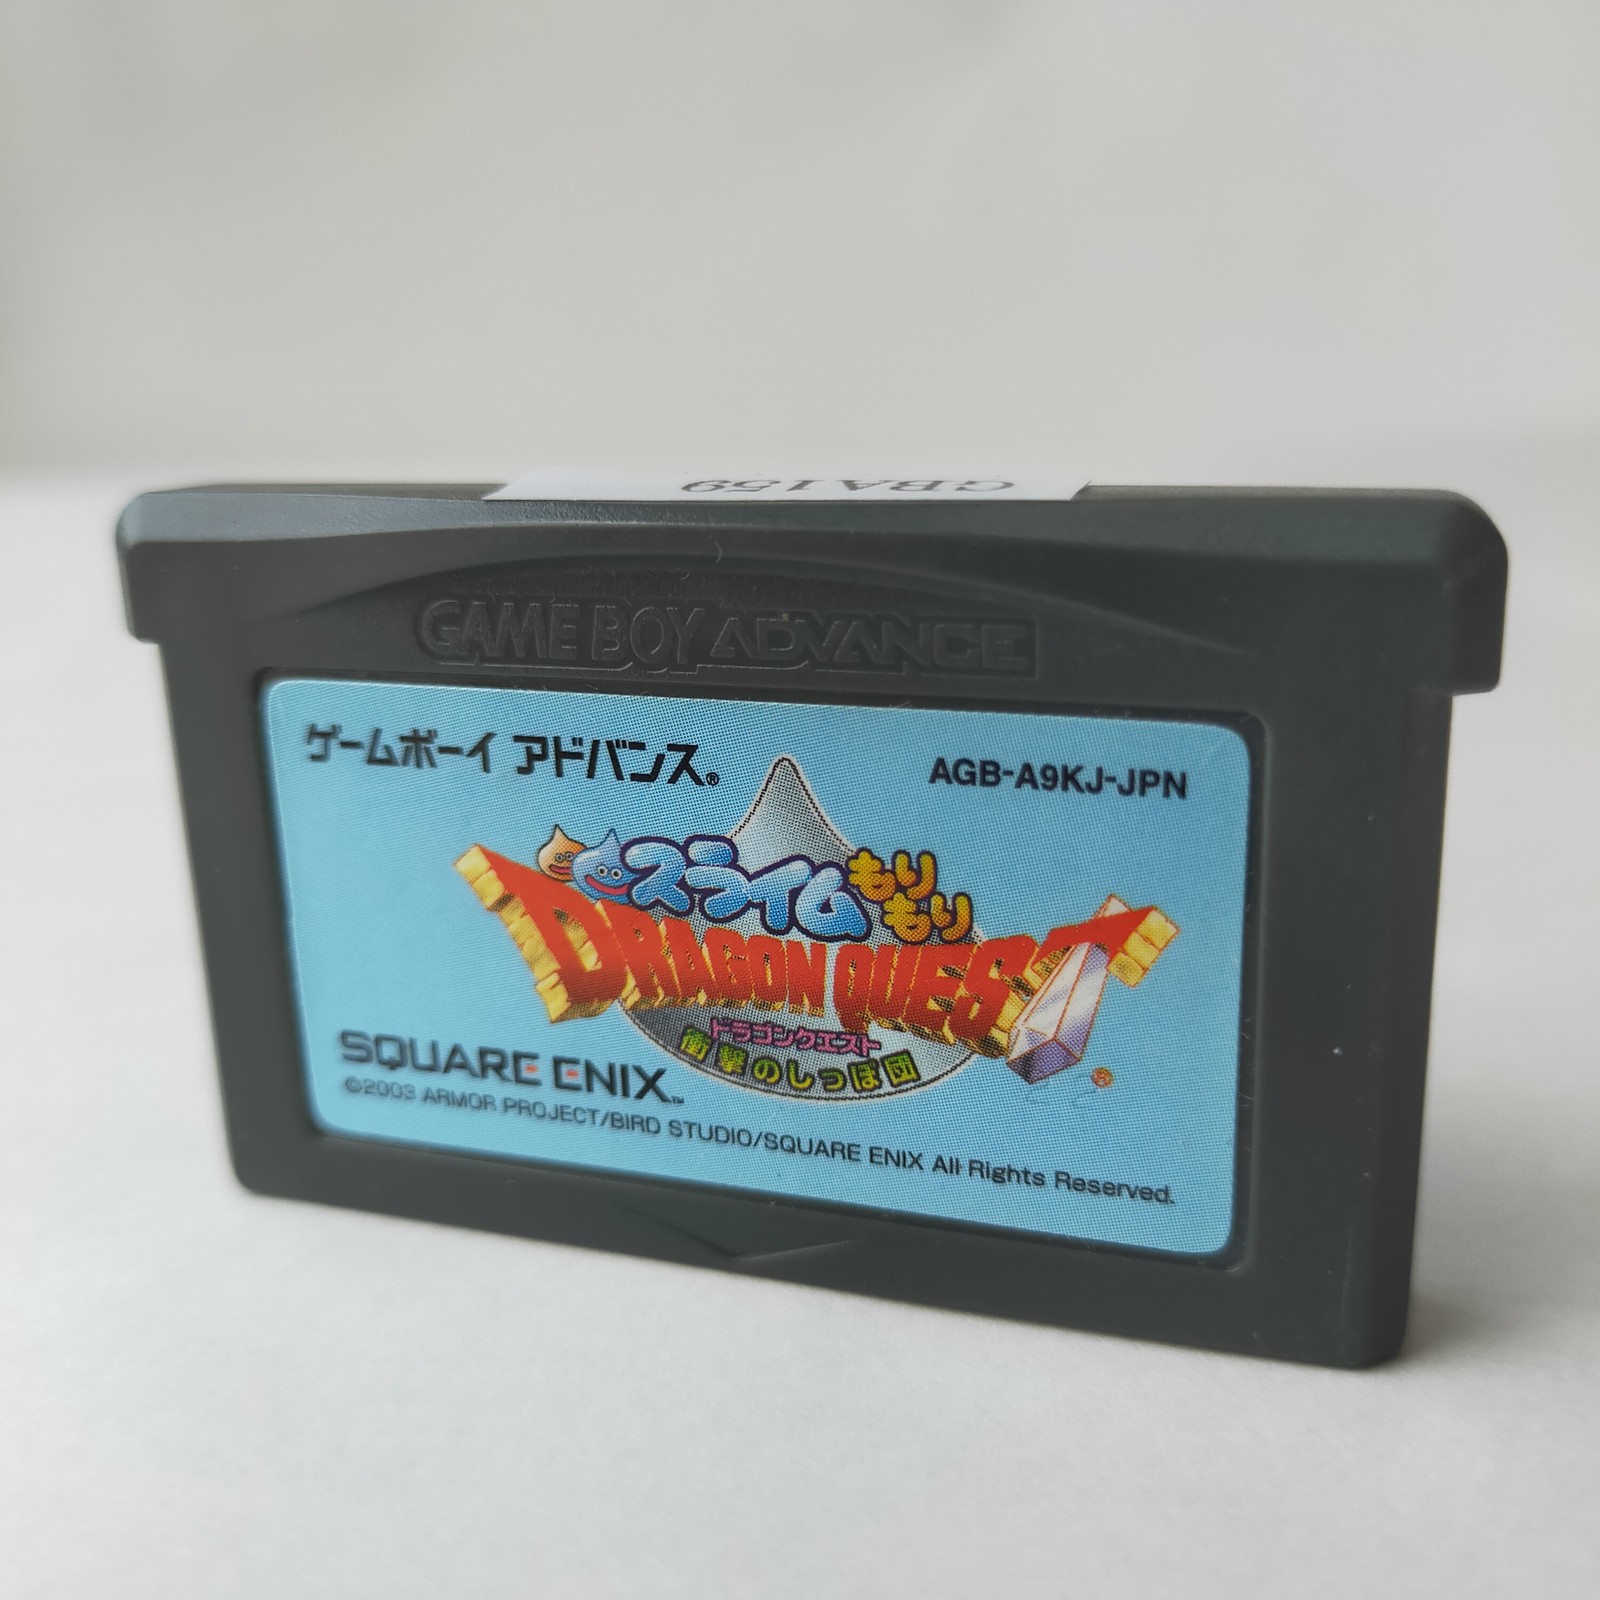 GBA159
GAME BOY ADVANCE
ゲームボーイ アドバンス®
AGB-A9KJ-JPN
スライムもり
もり
DRAGON QUEST
ドラゴンクエスト
衝撃のしっぽ団
®
SQUARE ENIX™
©2003 ARMOR PROJECT/BIRD STUDIO/SQUARE ENIX All Rights Reserved.